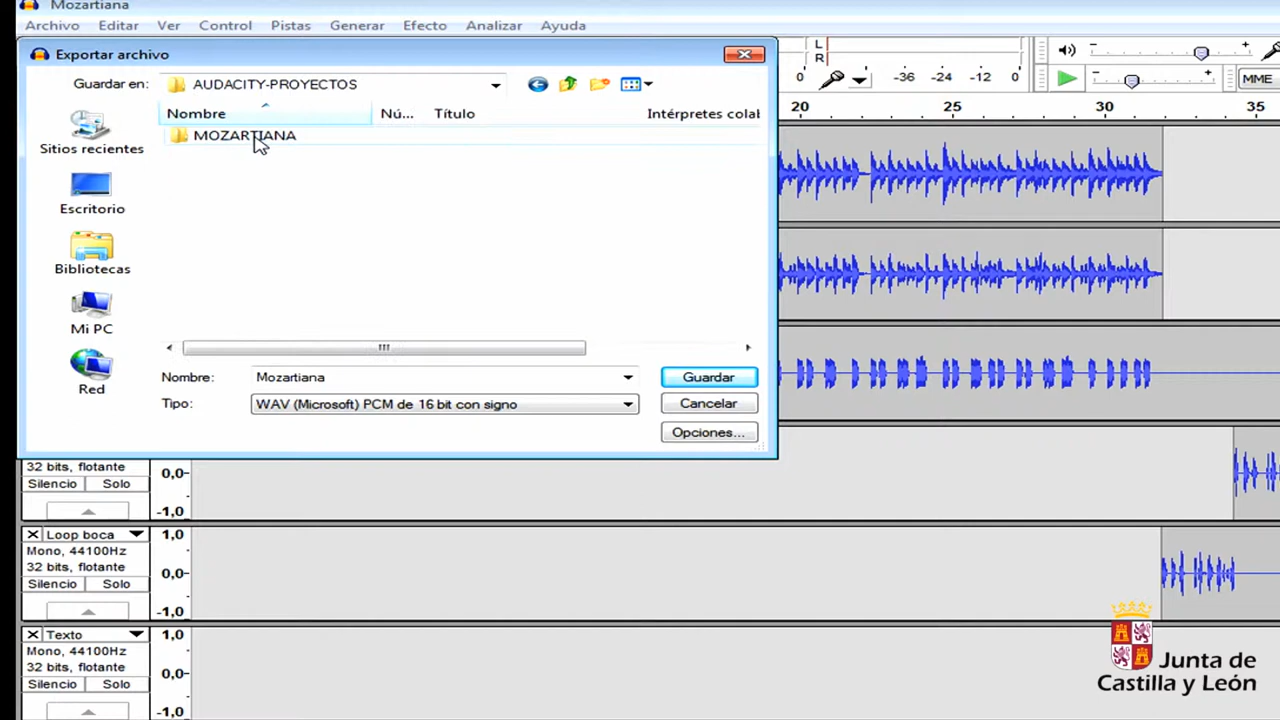 Mozartiana
Archivo Editar Ver Control Pistas Generar Efecto Analizar Ayuda
Exportar archivo
L
R
0 -36 -24 -12 0
MME
Guardar en: AUDACITY-PROYECTOS
Nombre Nú... Título Intérpretes colab
20 25 30 35
MOZARTIANA
Sitios recientes
Escritorio
Bibliotecas
Mi PC
Red
Nombre: Mozartiana Guardar
Tipo: WAV (Microsoft) PCM de 16 bit con signo Cancelar
Opciones...
32 bits, flotante
Silencio Solo
0,0
-1,0
Loop boca
Mono, 44100Hz
32 bits, flotante
Silencio Solo
1,0
0,0
-1,0
Texto
Mono, 44100Hz
32 bits, flotante
Silencio Solo
1,0
0,0
-1,0
Junta de
Castilla y León